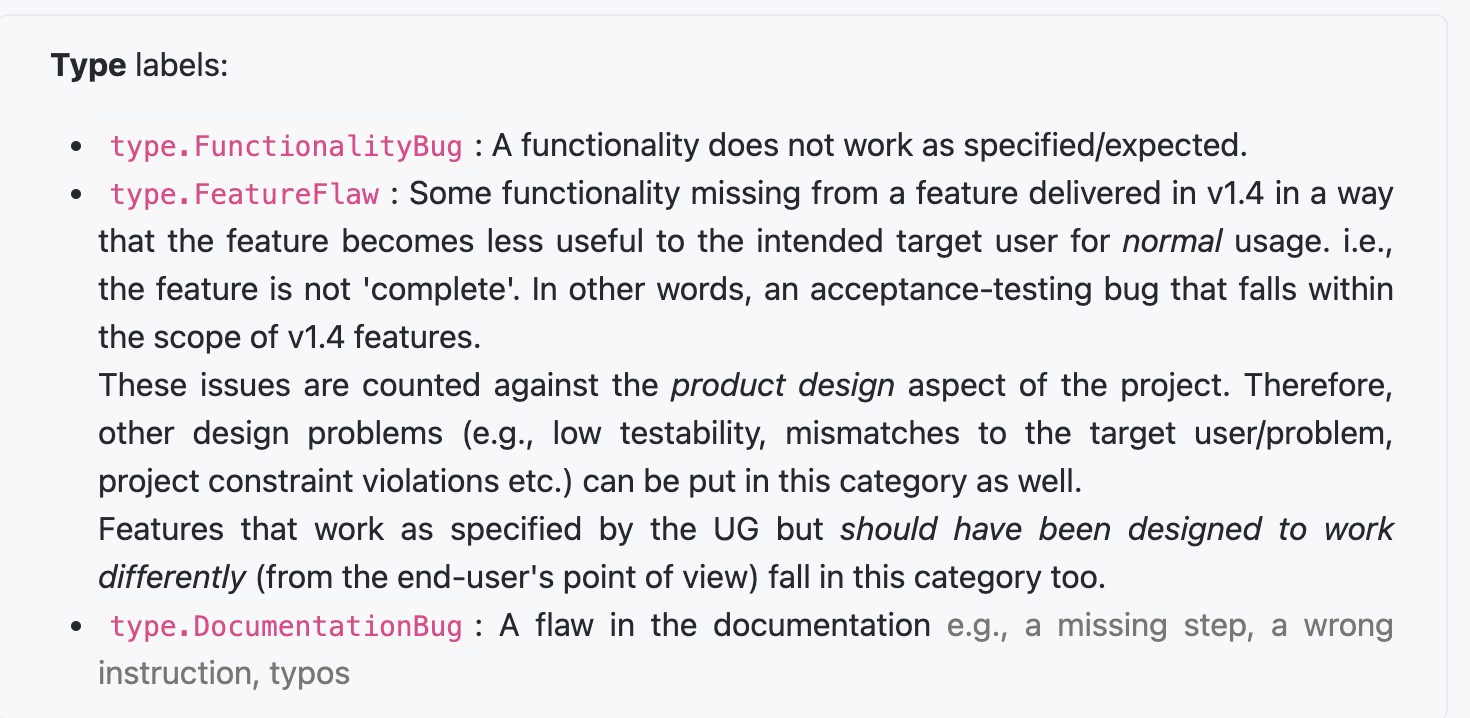 Type labels:
• type.FunctionalityBug : A functionality does not work as specified/expected.
• type.FeatureFlaw : Some functionality missing from a feature delivered in v1.4 in a way
that the feature becomes less useful to the intended target user for normal usage. i.e.,
the feature is not 'complete'. In other words, an acceptance-testing bug that falls within
the scope of v1.4 features.
These issues are counted against the product design aspect of the project. Therefore,
other design problems (e.g., low testability, mismatches to the target user/problem,
project constraint violations etc.) can be put in this category as well.
Features that work as specified by the UG but should have been designed to work
differently (from the end-user's point of view) fall in this category too.
• type.DocumentationBug : A flaw in the documentation e.g., a missing step, a wrong
instruction, typos